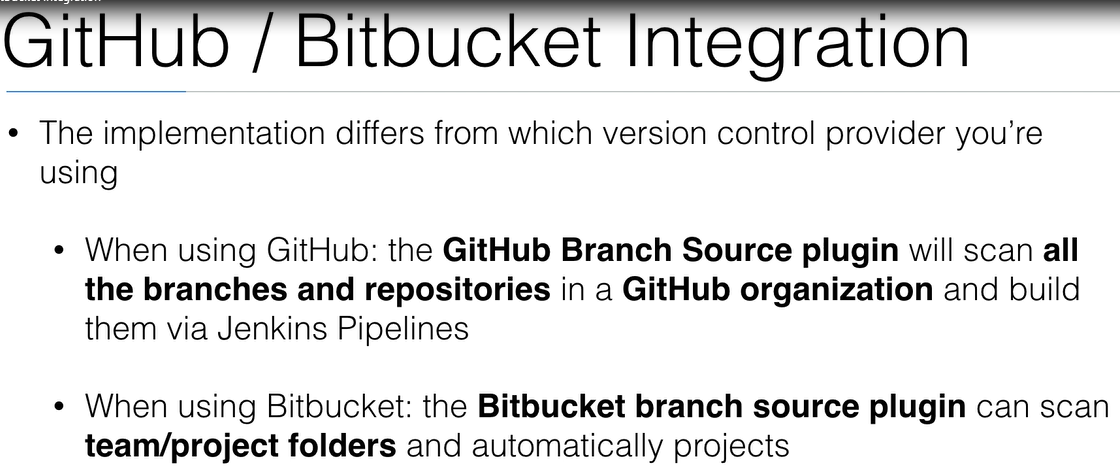 GitHub / Bitbucket Integration
• The implementation differs from which version control provider you’re
using
• When using GitHub: the GitHub Branch Source plugin will scan all
the branches and repositories in a GitHub organization and build
them via Jenkins Pipelines
• When using Bitbucket: the Bitbucket branch source plugin can scan
team/project folders and automatically projects